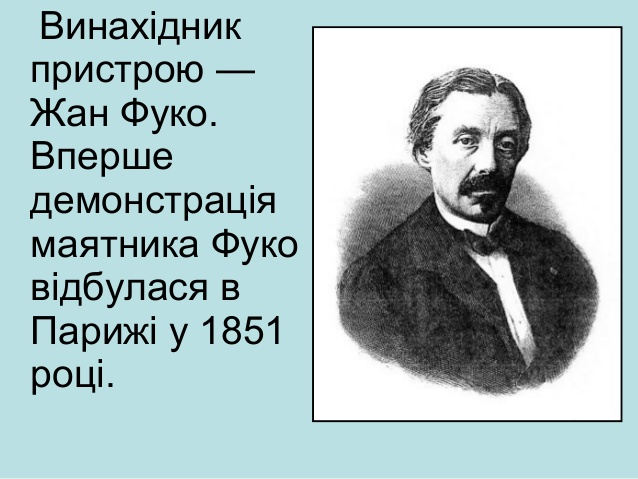 Винахідник
пристрою —
Жан Фуко.
Вперше
демонстрація
маятника Фуко
відбулася в
Парижі у 1851
році.